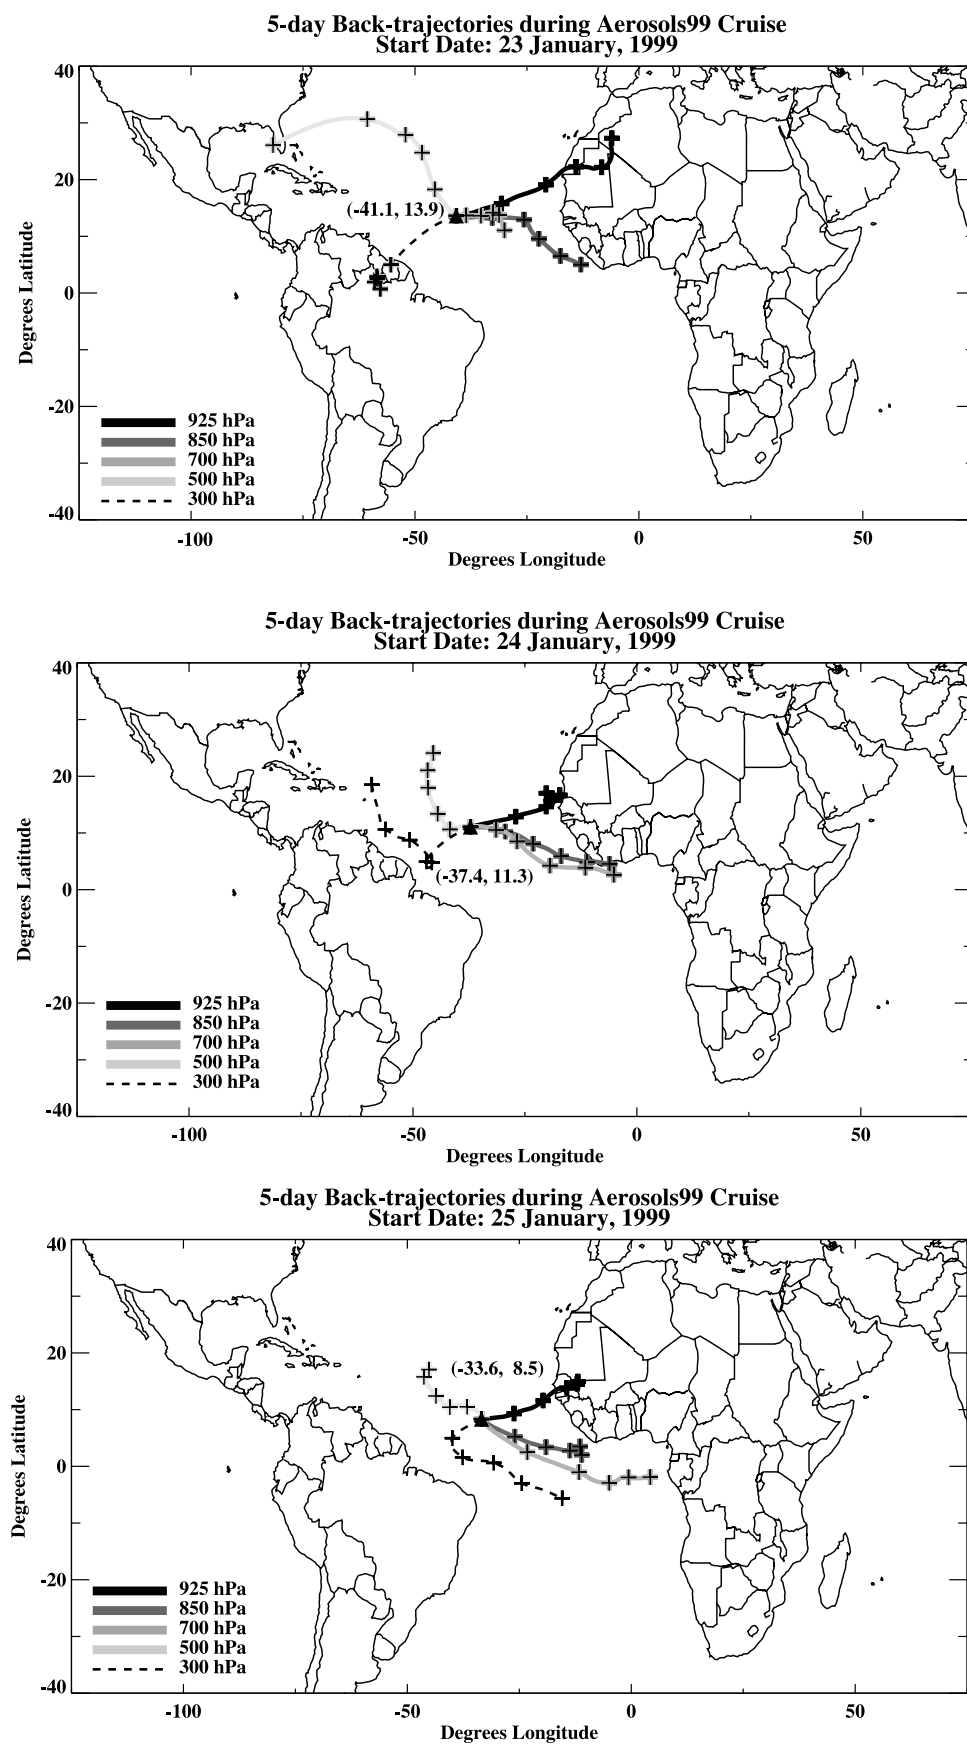 5-day Back-trajectories during Aerosols99 Cruise
Start Date: 23 January, 1999
40
20
0
-20
-40
Degrees Latitude
(-41.1, 13.9)
925 hPa
850 hPa
700 hPa
500 hPa
300 hPa
-100 -50 0 50
Degrees Longitude
5-day Back-trajectories during Aerosols99 Cruise
Start Date: 24 January, 1999
40
20
0
-20
-40
Degrees Latitude
(-37.4, 11.3)
925 hPa
850 hPa
700 hPa
500 hPa
300 hPa
-100 -50 0 50
Degrees Longitude
5-day Back-trajectories during Aerosols99 Cruise
Start Date: 25 January, 1999
40
20
0
-20
-40
Degrees Latitude
(-33.6, 8.5)
925 hPa
850 hPa
700 hPa
500 hPa
300 hPa
-100 -50 0 50
Degrees Longitude